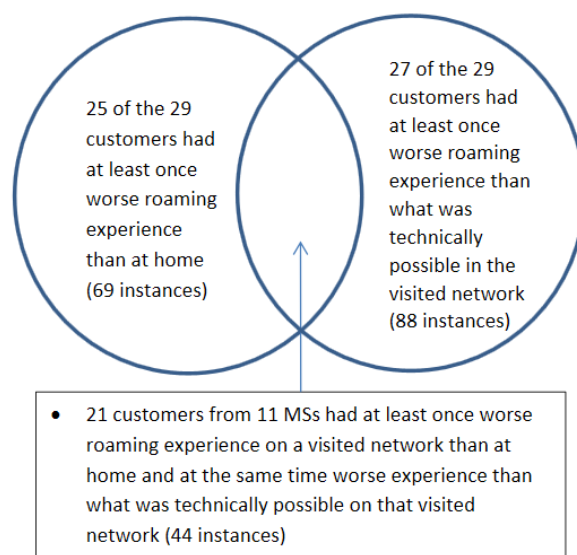 25 of the 29
customers had
at least once
worse roaming
experience
than at home
(69 instances)
27 of the 29
customers had
at least once
worse roaming
experience than
what was
technically
possible in the
visited network
(88 instances)
• 21 customers from 11 MSs had at least once worse
roaming experience on a visited network than at
home and at the same time worse experience than
what was technically possible on that visited
network (44 instances)